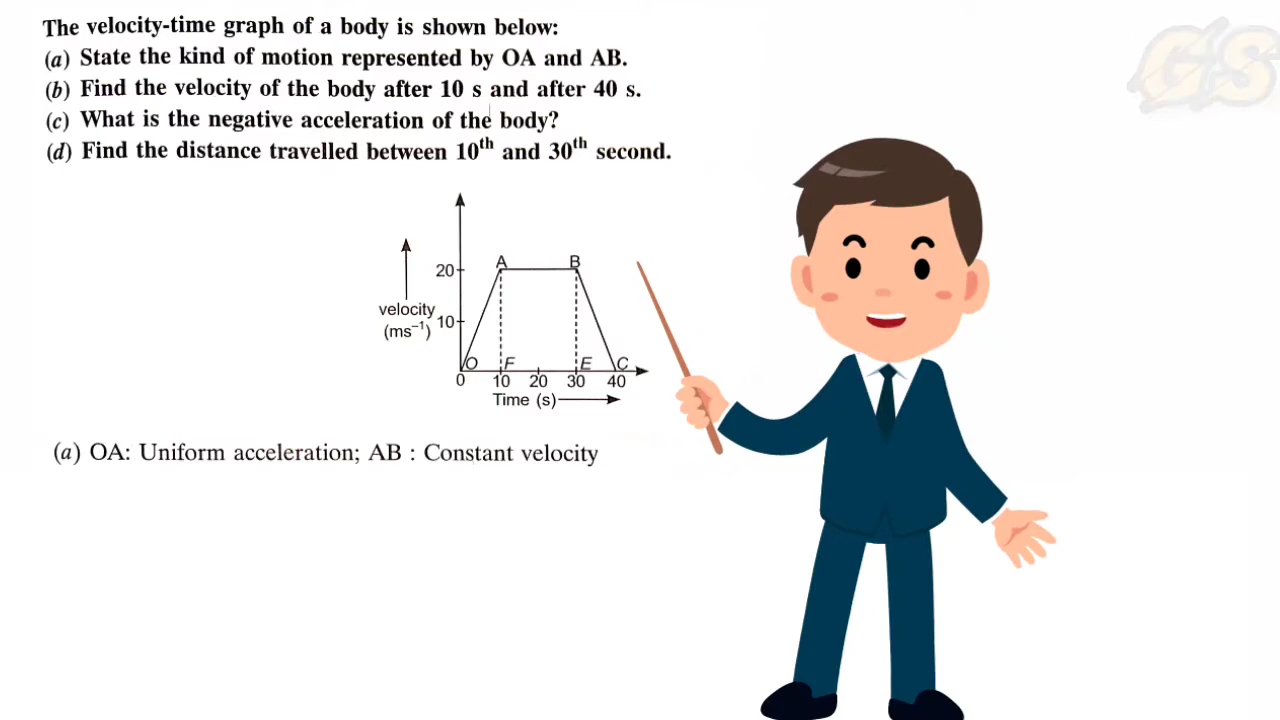 The velocity-time graph of a body is shown below:
(a) State the kind of motion represented by OA and AB.
(b) Find the velocity of the body after 10 s and after 40 s.
(c) What is the negative acceleration of the body?
(d) Find the distance travelled between 10th and 30th second.
GS
A B
20
velocity
(ms⁻¹)
10
O F E C
0 10 20 30 40
Time (s)
(a) OA: Uniform acceleration; AB : Constant velocity